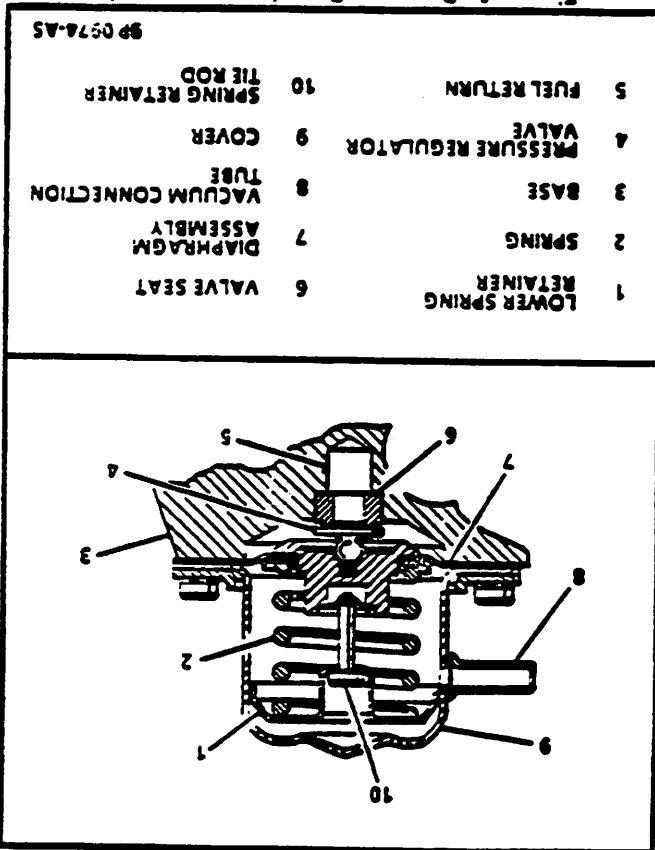 10
9 1
2
8
3
4
7
6 5
1 LOWER SPRING
RETAINER
2 SPRING
3 BASE
4 PRESSURE REGULATOR
VALVE
5 FUEL RETURN
6 VALVE SEAT
7 DIAPHRAGM
ASSEMBLY
8 VACUUM CONNECTION
TUBE
9 COVER
10 SPRING RETAINER
TIE ROD
9P 0974-AS